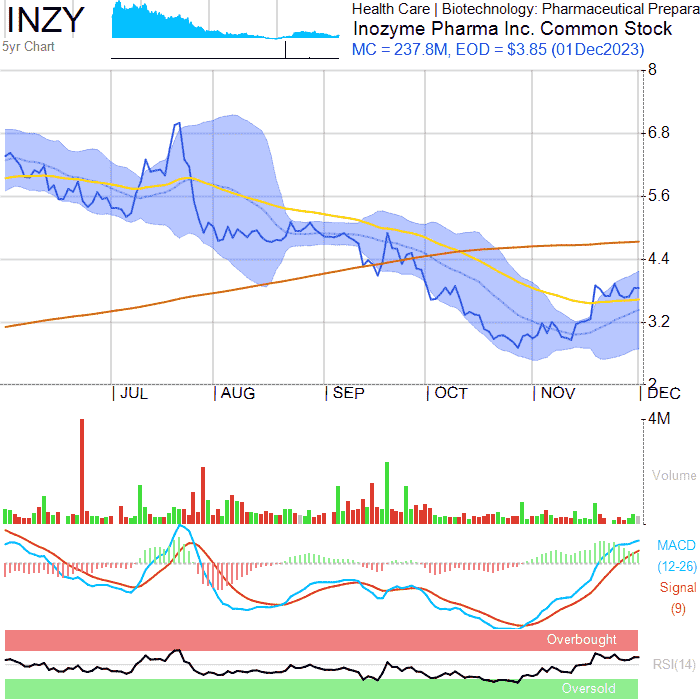 INZY
5yr Chart
Health Care | Biotechnology: Pharmaceutical Prepara
Inozyme Pharma Inc. Common Stock
MC = 237.8M, EOD = $3.85 (01Dec2023)
8
6.8
5.6
4.4
3.2
2
JUL AUG SEP OCT NOV DEC
4M
Volume
MACD
(12-26)
Signal
(9)
Overbought
RSI(14)
Oversold